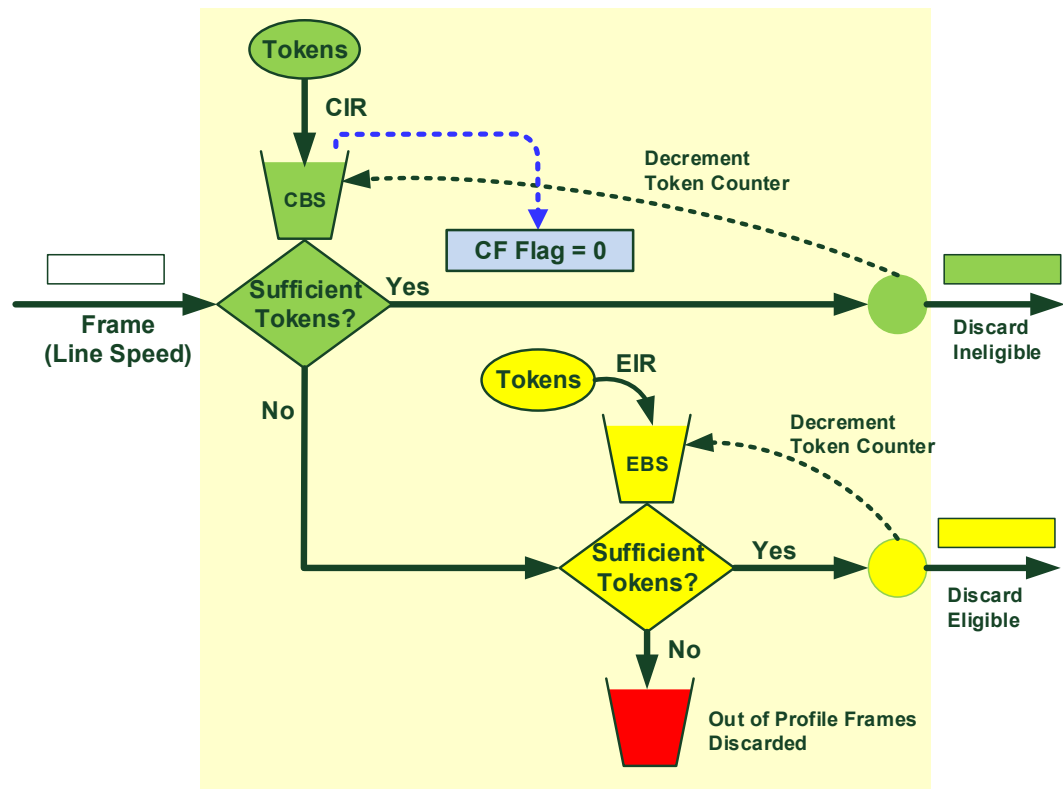 Tokens
CIR
CBS
Decrement
Token Counter
CF Flag = 0
Sufficient
Tokens?
Yes
Frame
(Line Speed)
Discard
Ineligible
No
Tokens
EIR
EBS
Decrement
Token Counter
Sufficient
Tokens?
Yes
Discard
Eligible
No
Out of Profile Frames
Discarded